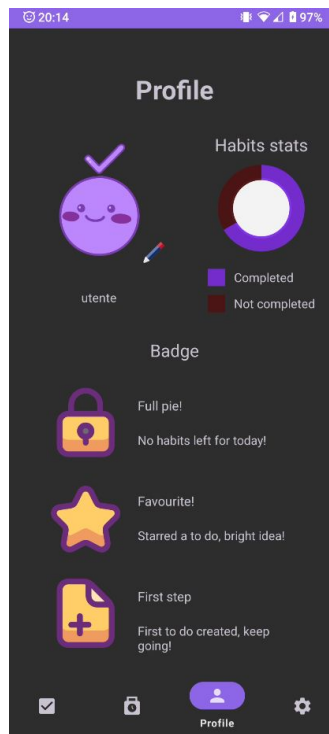 20:14
97%
Profile
Habits stats
Completed
Not completed
utente
Badge
Full pie!
No habits left for today!
Favourite!
Starred a to do, bright idea!
First step
First to do created, keep
going!
Profile